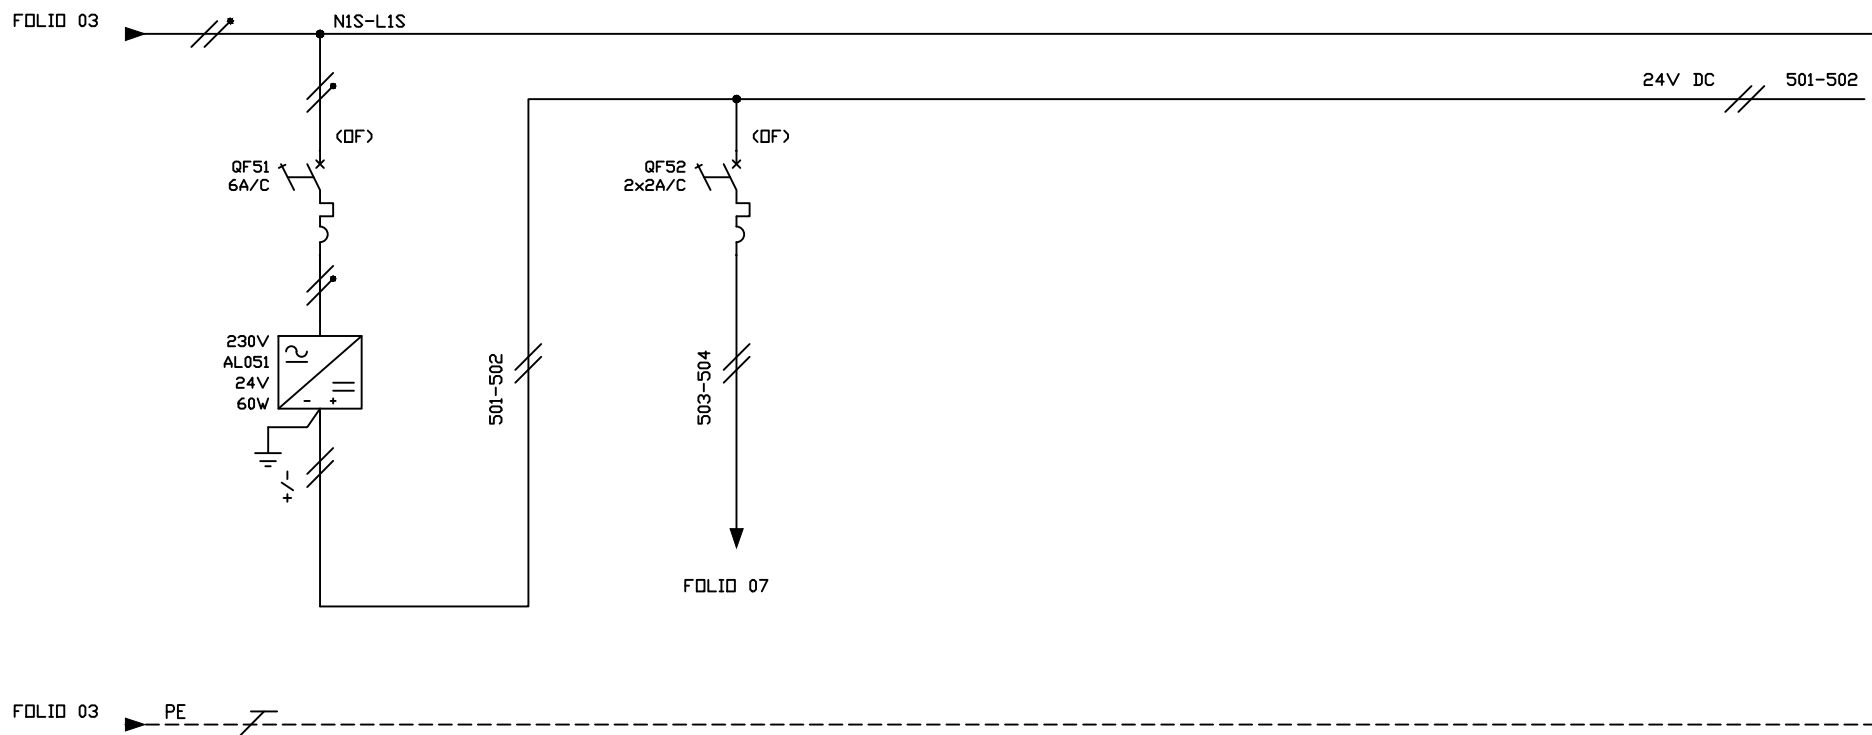 FOLIO 03
N1S-L1S
24V DC
501-502
(OF)
(OF)
QF51
6A/C
QF52
2x2A/C
230V
AL051
24V
60W
- +
501-502
503-504
+/-
FOLIO 07
FOLIO 03
PE